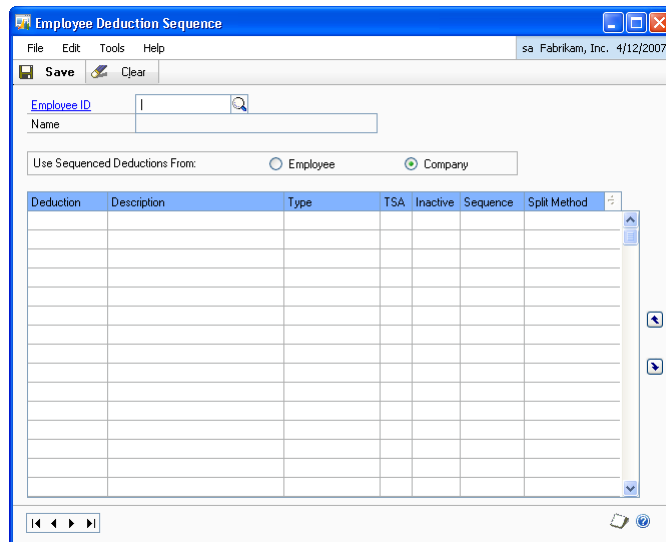 Employee Deduction Sequence
File Edit Tools Help sa Fabrikam, Inc. 4/12/2007
Save Clear
Employee ID
Name
Use Sequenced Deductions From: Employee Company
Deduction Description Type TSA Inactive Sequence Split Method